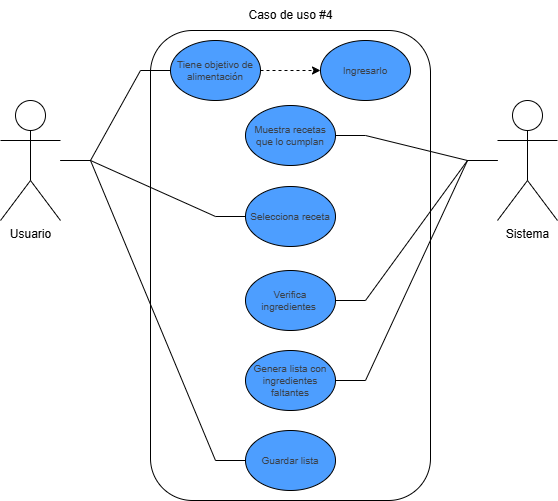 Caso de uso #4
Tiene objetivo de
alimentación
Ingresarlo
Muestra recetas
que lo cumplan
Usuario
Sistema
Selecciona receta
Verifica
ingredientes
Genera lista con
ingredientes
faltantes
Guardar lista